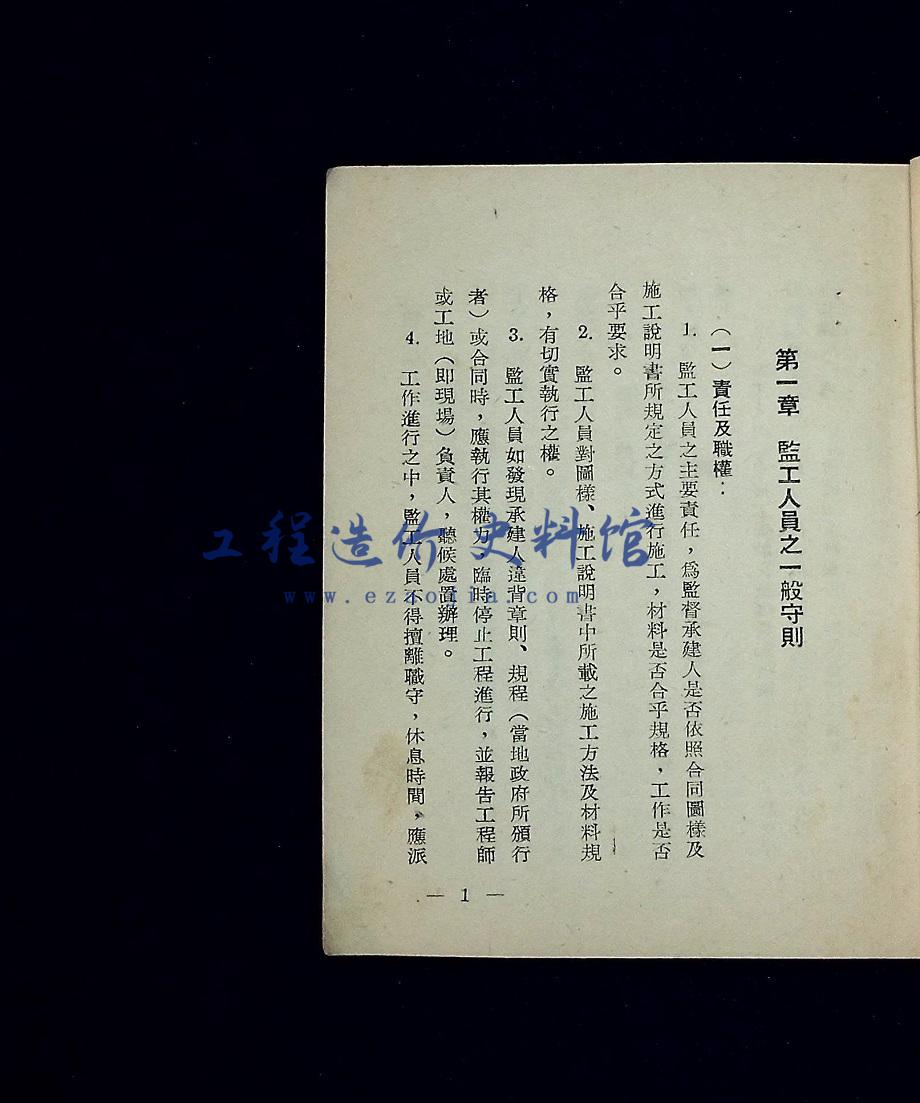 第一章　監工人員之一般守則
（一）責任及職權：
1.　監工人員之主要責任，爲監督承建人是否依照合同圖樣及
施工說明書所規定之方式進行施工，材料是否合乎規格，工作是否
合乎要求。
2.　監工人員對圖樣、施工說明書中所載之施工方法及材料規
格，有切實執行之權。
3.　監工人員如發現承建人違背章則、規程（當地政府所頒行
者）或合同時，應執行其權力，臨時停止工程進行，並報告工程師
或工地（即現場）負責人，聽候處置辦理。
4.　工作進行之中，監工人員不得擅離職守，休息時間，應派
— 1 —
工程造价史料馆
www.ezaojia.com